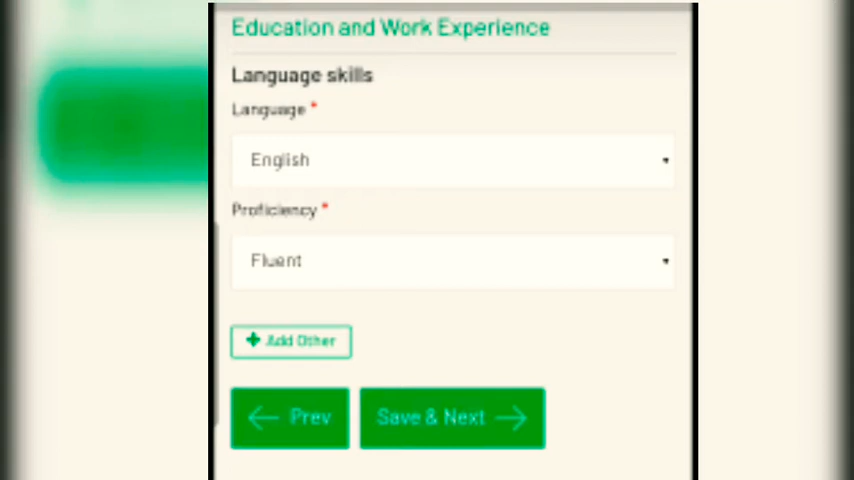 Education and Work Experience
Language skills
Language *
English
Proficiency *
Fluent
+ Add Other
← Prev
Save & Next →